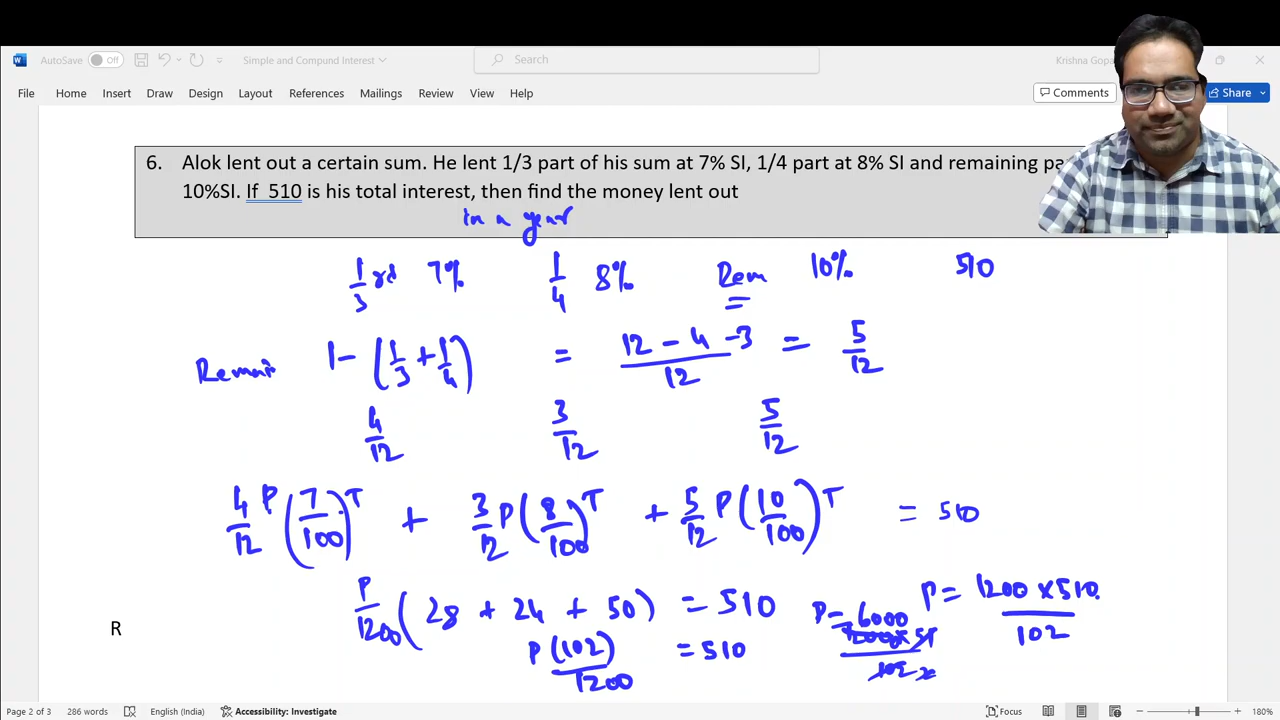 AutoSave Off Simple and Compund Interest Search Krishna Gopa
File Home Insert Draw Design Layout References Mailings Review View Help Comments Share
6. Alok lent out a certain sum. He lent 1/3 part of his sum at 7% SI, 1/4 part at 8% SI and remaining pa
10%SI. If 510 is his total interest, then find the money lent out
in a year
1/3 rd 7% 1/4 8% Rem 10% 510
Remain 1 - (1/3 + 1/4) = 12 - 4 - 3/12 = 5/12
4/12 3/12 5/12
4/12 P (7/100) T + 3/12 P (8/100) T + 5/12 P (10/100) T = 510
P/1200 (28 + 24 + 50) = 510 P = 6000 P = 1200 x 510/102
R
P (102)/1200 = 510
Page 2 of 3 286 words English (India) Accessibility: Investigate Focus 180%